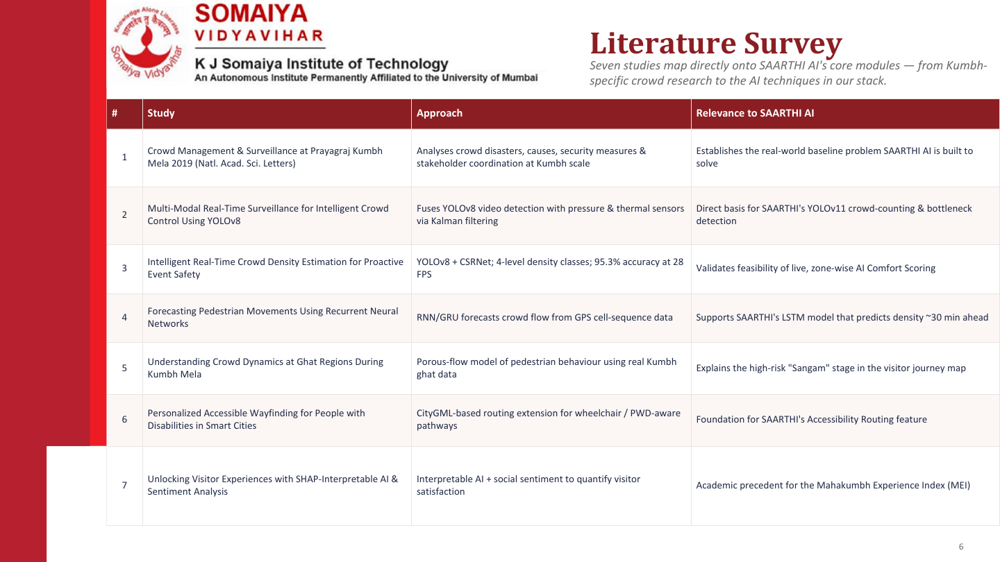 Knowledge Alone Liberates
ज्ञानादेव तु कैवल्यम्
Somaiya Vidyavihar
SOMAIYA
VIDYAVIHAR
K J Somaiya Institute of Technology
An Autonomous Institute Permanently Affiliated to the University of Mumbai
Literature Survey
Seven studies map directly onto SAARTHI AI's core modules — from Kumbh-
specific crowd research to the AI techniques in our stack.
# Study Approach Relevance to SAARTHI AI
1
Crowd Management & Surveillance at Prayagraj Kumbh
Mela 2019 (Natl. Acad. Sci. Letters)
Analyses crowd disasters, causes, security measures &
stakeholder coordination at Kumbh scale
Establishes the real-world baseline problem SAARTHI AI is built to
solve
2
Multi-Modal Real-Time Surveillance for Intelligent Crowd
Control Using YOLOv8
Fuses YOLOv8 video detection with pressure & thermal sensors
via Kalman filtering
Direct basis for SAARTHI's YOLOv11 crowd-counting & bottleneck
detection
3
Intelligent Real-Time Crowd Density Estimation for Proactive
Event Safety
YOLOv8 + CSRNet; 4-level density classes; 95.3% accuracy at 28
FPS
Validates feasibility of live, zone-wise AI Comfort Scoring
4
Forecasting Pedestrian Movements Using Recurrent Neural
Networks
RNN/GRU forecasts crowd flow from GPS cell-sequence data
Supports SAARTHI's LSTM model that predicts density ~30 min ahead
5
Understanding Crowd Dynamics at Ghat Regions During
Kumbh Mela
Porous-flow model of pedestrian behaviour using real Kumbh
ghat data
Explains the high-risk "Sangam" stage in the visitor journey map
6
Personalized Accessible Wayfinding for People with
Disabilities in Smart Cities
CityGML-based routing extension for wheelchair / PWD-aware
pathways
Foundation for SAARTHI's Accessibility Routing feature
7
Unlocking Visitor Experiences with SHAP-Interpretable AI &
Sentiment Analysis
Interpretable AI + social sentiment to quantify visitor
satisfaction
Academic precedent for the Mahakumbh Experience Index (MEI)
6